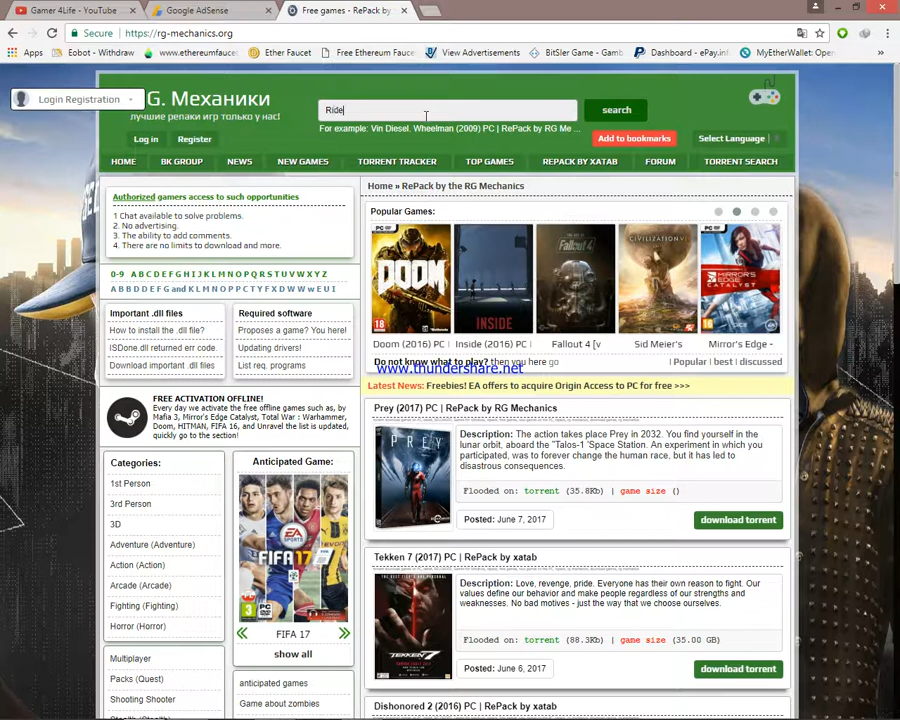 Gamer 4Life - YouTube
Google AdSense
Free games - RePack by
Secure https://rg-mechanics.org
Apps
Eobot - Withdraw
www.ethereumfauce
Ether Faucet
Free Ethereum Fauce
View Advertisements
BitSler Game - Gamb
Dashboard - ePay.inf
MyEtherWallet: Open
Login Registration
G. Механики
лучшие репаки игр только у нас!
Ride
search
For example: Vin Diesel. Wheelman (2009) PC | RePack by RG Me ...
Log in
Register
Add to bookmarks
Select Language
HOME
BK GROUP
NEWS
NEW GAMES
TORRENT TRACKER
TOP GAMES
REPACK BY XATAB
FORUM
TORRENT SEARCH
Authorized gamers access to such opportunities
1 Chat available to solve problems.
2. No advertising.
3. The ability to add comments.
4. There are no limits to download and more.
0-9 A B C D E F G H I J K L M N O P Q R S T U V W X Y Z
A B B D D E F G and K L M N O P P C T Y F X D W W w E U I
Important .dll files
How to install the .dll file?
ISDone.dll returned err code.
Download important .dll files
Required software
Proposes a game? You here!
Updating drivers!
List req. programs
FREE ACTIVATION OFFLINE!
Every day we activate the free offline games such as, by
Mafia 3, Mirror's Edge Catalyst, Total War : Warhammer,
Doom, HITMAN, FIFA 16, and Unravel the list is updated,
quickly go to the section!
Categories:
1st Person
3rd Person
3D
Adventure (Adventure)
Action (Action)
Arcade (Arcade)
Fighting (Fighting)
Horror (Horror)
Multiplayer
Packs (Quest)
Shooting Shooter
Anticipated Game:
FIFA 17
FIFA 17
show all
anticipated games
Game about zombies
Home » RePack by the RG Mechanics
Popular Games:
DOOM
INSIDE
Fallout 4
CIVILIZATION VI
MIRROR'S EDGE CATALYST
Doom (2016) PC |
Inside (2016) PC |
Fallout 4 [v
Sid Meier's
Mirror's Edge -
Do not know what to play? then you here go
| Popular | best | discussed
www.thundershare.net
Latest News: Freebies! EA offers to acquire Origin Access to PC for free >>>
Prey (2017) PC | RePack by RG Mechanics
PREY
Description: The action takes place Prey in 2032. You find yourself in the
lunar orbit, aboard the "Talos-1 'Space Station. An experiment in which you
participated, was to forever change the human race, but it has led to
disastrous consequences.
Flooded on: torrent (35.8Kb) | game size ()
Posted: June 7, 2017
download torrent
Tekken 7 (2017) PC | RePack by xatab
TEKKEN 7
Description: Love, revenge, pride. Everyone has their own reason to fight. Our
values define our behavior and make people regardless of our strengths and
weaknesses. No bad motives - just the way that we choose ourselves.
Flooded on: torrent (88.3Kb) | game size (35.00 GB)
Posted: June 6, 2017
download torrent
Dishonored 2 (2016) PC | RePack by xatab